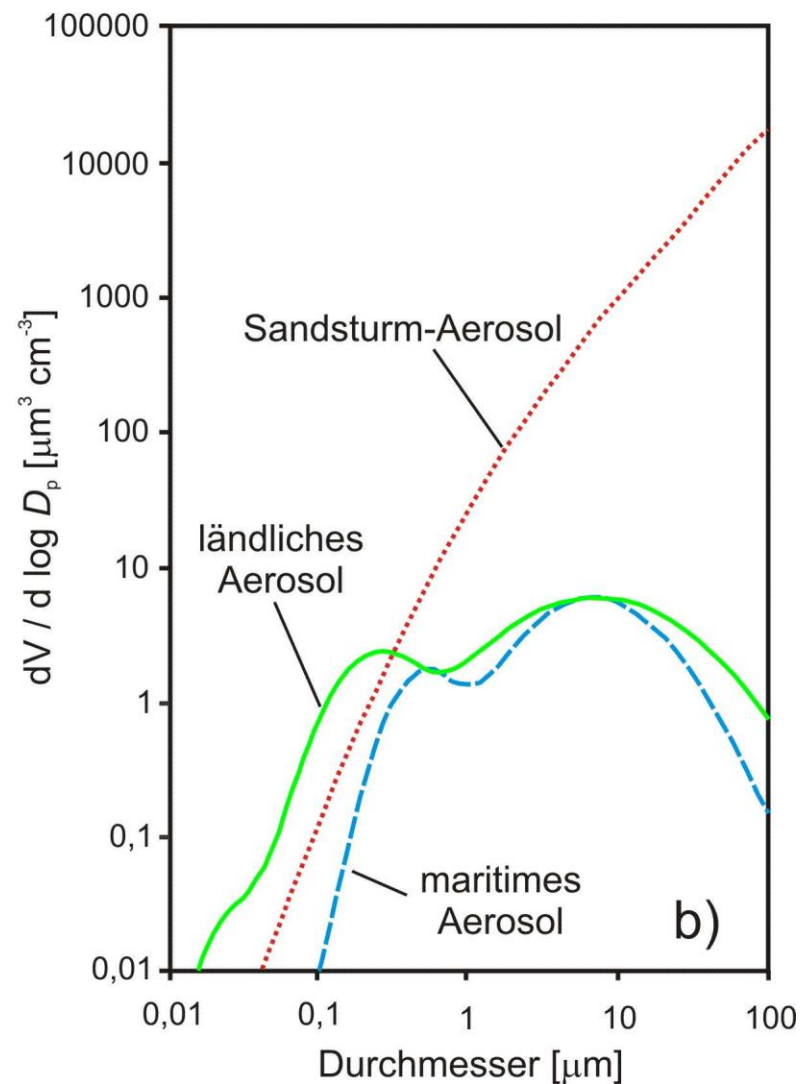 100000
10000
1000
100
10
1
0,1
0,01
dV / d log Dₚ [μm³ cm⁻³]
Sandsturm-Aerosol
ländliches
Aerosol
maritimes
Aerosol
b)
0,01 0,1 1 10 100
Durchmesser [μm]